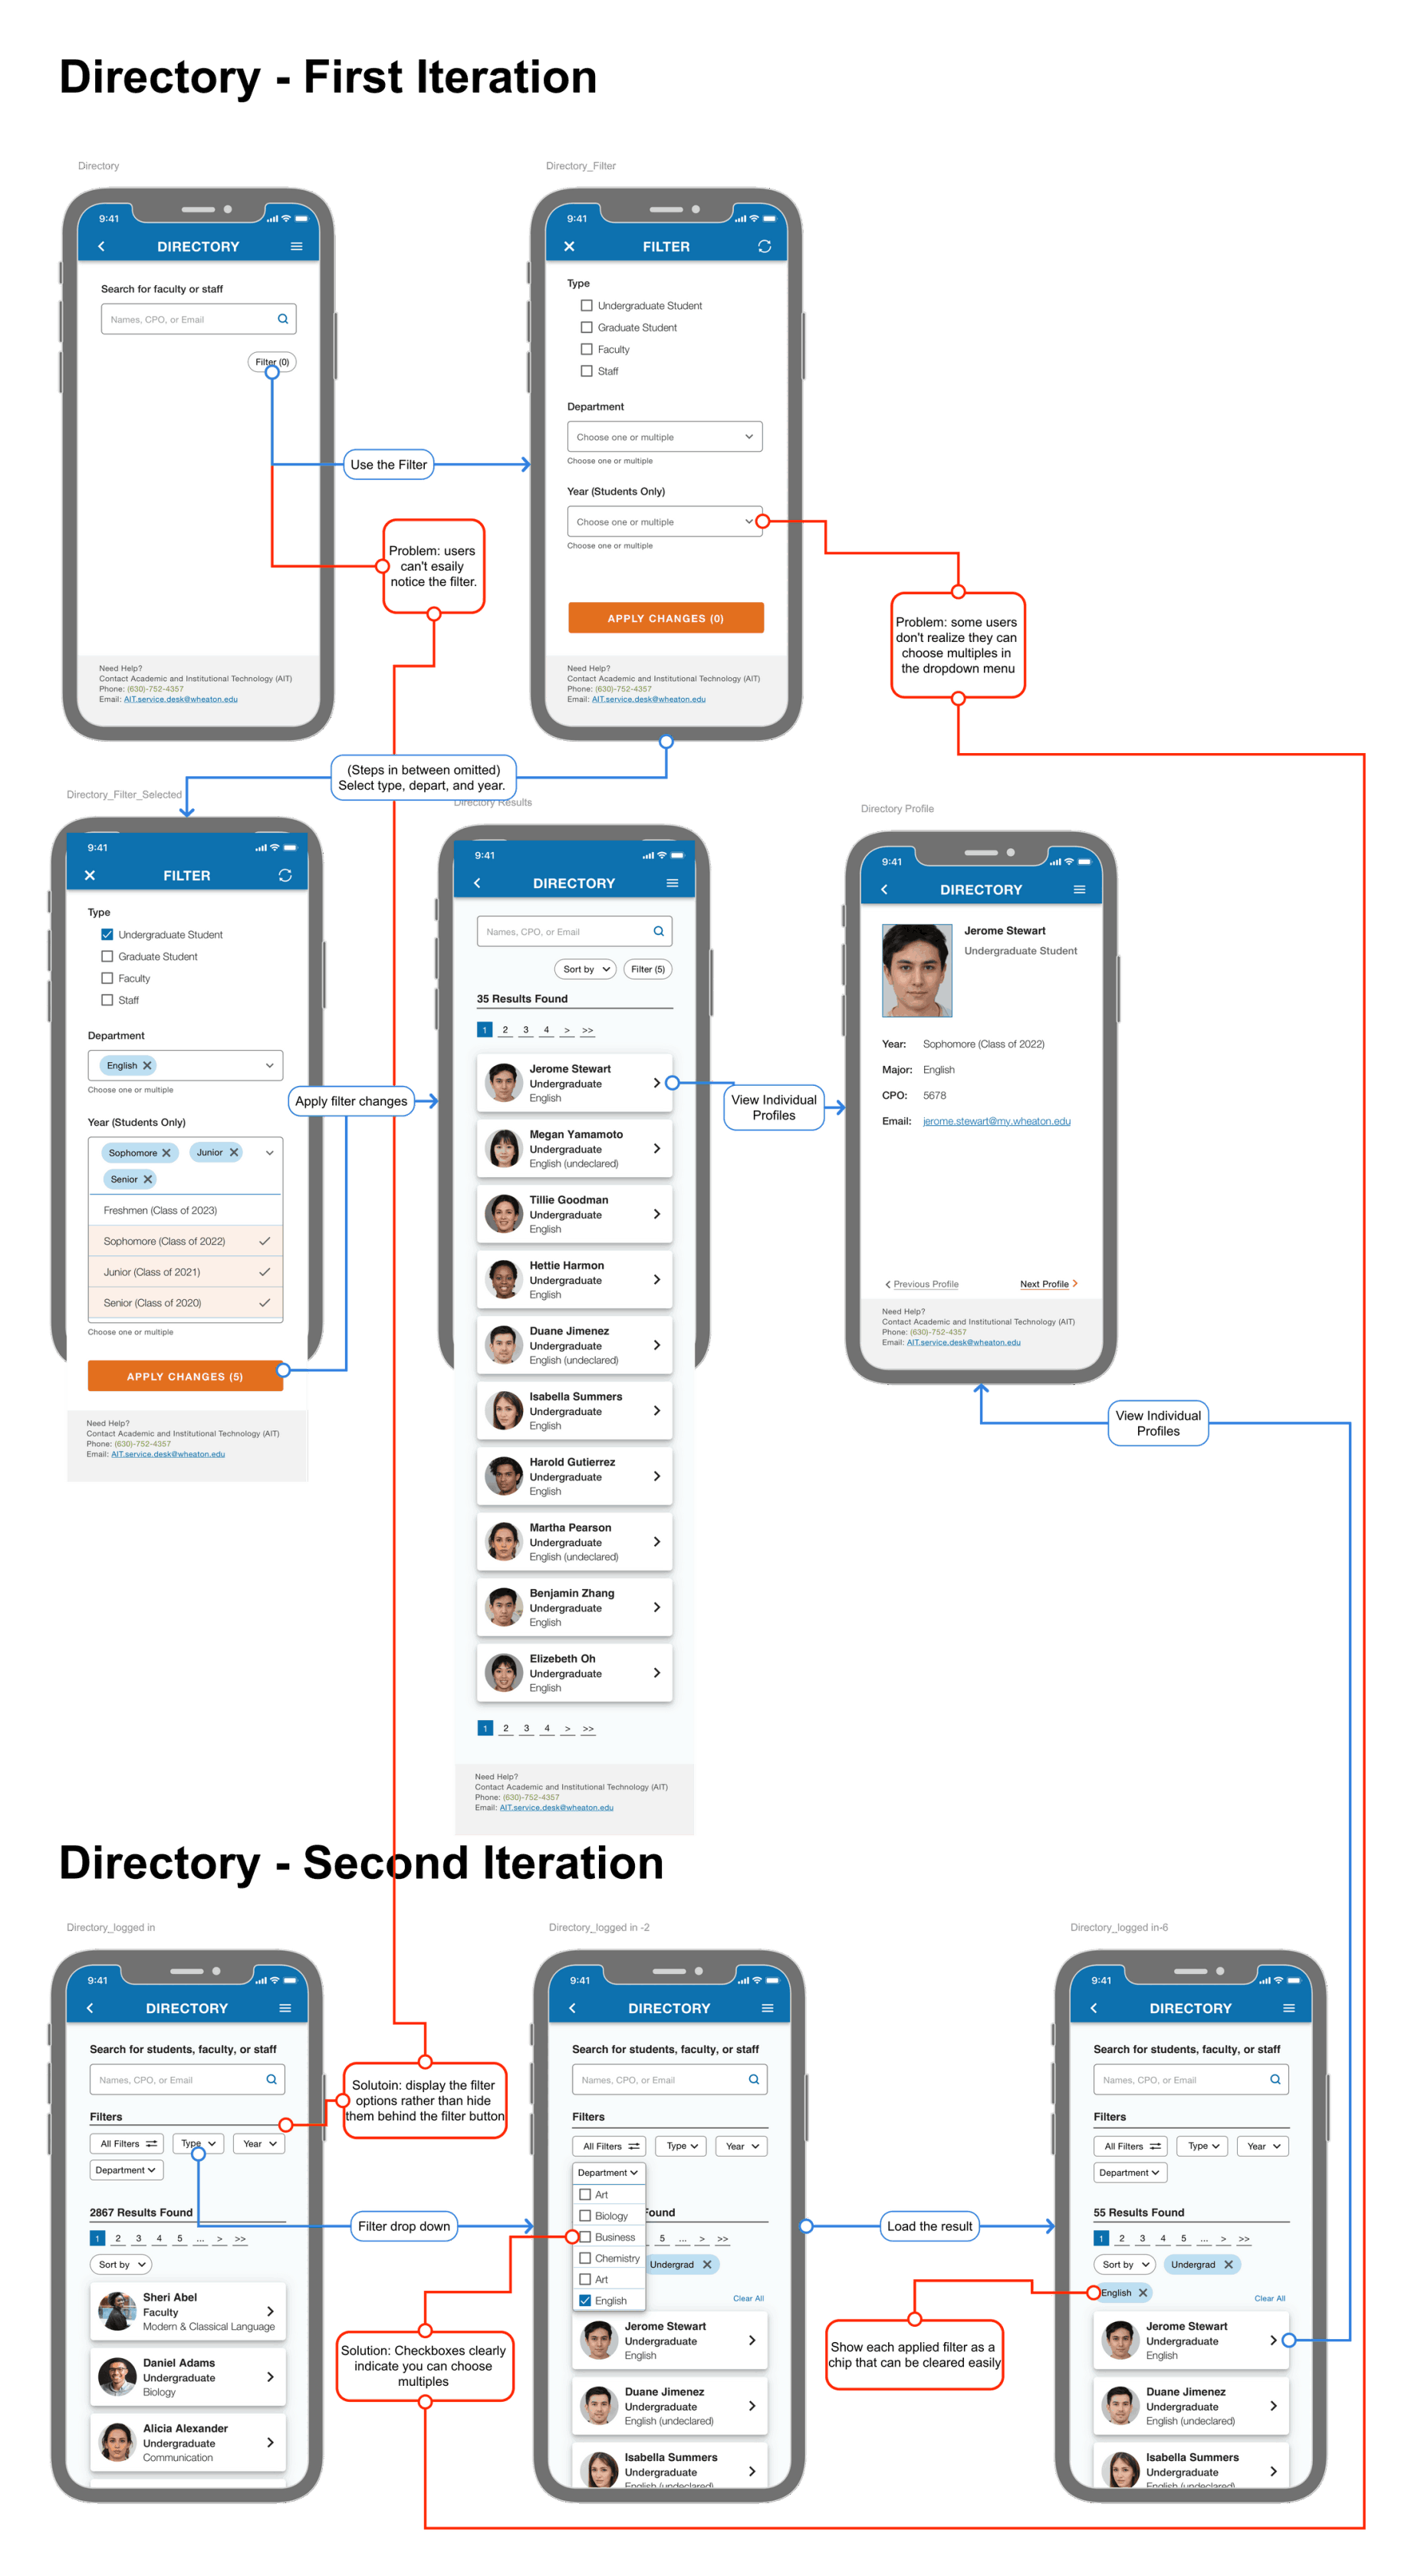 Directory - First Iteration
Directory
9:41
DIRECTORY
Search for faculty or staff
Names, CPO, or Email
Filter (0)
Need Help?
Contact Academic and Institutional Technology (AIT)
Phone: (630)-752-4357
Email: AIT.service.desk@wheaton.edu
Use the Filter
Problem: users
can't esaily
notice the filter.
Directory_Filter
9:41
FILTER
Type
Undergraduate Student
Graduate Student
Faculty
Staff
Department
Choose one or multiple
Choose one or multiple
Year (Students Only)
Choose one or multiple
Choose one or multiple
APPLY CHANGES (0)
Need Help?
Contact Academic and Institutional Technology (AIT)
Phone: (630)-752-4357
Email: AIT.service.desk@wheaton.edu
Problem: some users
don't realize they can
choose multiples in
the dropdown menu
(Steps in between omitted)
Select type, depart, and year.
Directory_Filter_Selected
9:41
FILTER
Type
Undergraduate Student
Graduate Student
Faculty
Staff
Department
English
Choose one or multiple
Year (Students Only)
Sophomore Junior
Senior
Freshmen (Class of 2023)
Sophomore (Class of 2022)
Junior (Class of 2021)
Senior (Class of 2020)
Choose one or multiple
APPLY CHANGES (5)
Need Help?
Contact Academic and Institutional Technology (AIT)
Phone: (630)-752-4357
Email: AIT.service.desk@wheaton.edu
Apply filter changes
Directory Results
9:41
DIRECTORY
Names, CPO, or Email
Sort by Filter (5)
35 Results Found
1 2 3 4 > >>
Jerome Stewart
Undergraduate
English
Megan Yamamoto
Undergraduate
English (undeclared)
Tillie Goodman
Undergraduate
English
Hettie Harmon
Undergraduate
English
Duane Jimenez
Undergraduate
English (undeclared)
Isabella Summers
Undergraduate
English
Harold Gutierrez
Undergraduate
English
Martha Pearson
Undergraduate
English (undeclared)
Benjamin Zhang
Undergraduate
English
Elizebeth Oh
Undergraduate
English
1 2 3 4 > >>
Need Help?
Contact Academic and Institutional Technology (AIT)
Phone: (630)-752-4357
Email: AIT.service.desk@wheaton.edu
View Individual
Profiles
Directory Profile
9:41
DIRECTORY
Jerome Stewart
Undergraduate Student
Year: Sophomore (Class of 2022)
Major: English
CPO: 5678
Email: jerome.stewart@my.wheaton.edu
Previous Profile Next Profile
Need Help?
Contact Academic and Institutional Technology (AIT)
Phone: (630)-752-4357
Email: AIT.service.desk@wheaton.edu
View Individual
Profiles
Directory - Second Iteration
Directory_logged in
9:41
DIRECTORY
Search for students, faculty, or staff
Names, CPO, or Email
Filters
All Filters Type Year
Department
2867 Results Found
1 2 3 4 5 ... > >>
Sort by
Sheri Abel
Faculty
Modern & Classical Language
Daniel Adams
Undergraduate
Biology
Alicia Alexander
Undergraduate
Communication
Solutoin: display the filter
options rather than hide
them behind the filter button
Filter drop down
Solution: Checkboxes clearly
indicate you can choose
multiples
Directory_logged in -2
9:41
DIRECTORY
Search for students, faculty, or staff
Names, CPO, or Email
Filters
All Filters Type Year
Department
Art
Biology Found
Business 5 ... > >>
Chemistry Undergrad
Art
English Clear All
Jerome Stewart
Undergraduate
English
Duane Jimenez
Undergraduate
English (undeclared)
Isabella Summers
Undergraduate
English (undeclared)
Load the result
Show each applied filter as a
chip that can be cleared easily
Directory_logged in-6
9:41
DIRECTORY
Search for students, faculty, or staff
Names, CPO, or Email
Filters
All Filters Type Year
Department
55 Results Found
1 2 3 4 5 ... > >>
Sort by Undergrad
English Clear All
Jerome Stewart
Undergraduate
English
Duane Jimenez
Undergraduate
English (undeclared)
Isabella Summers
Undergraduate
English (undeclared)